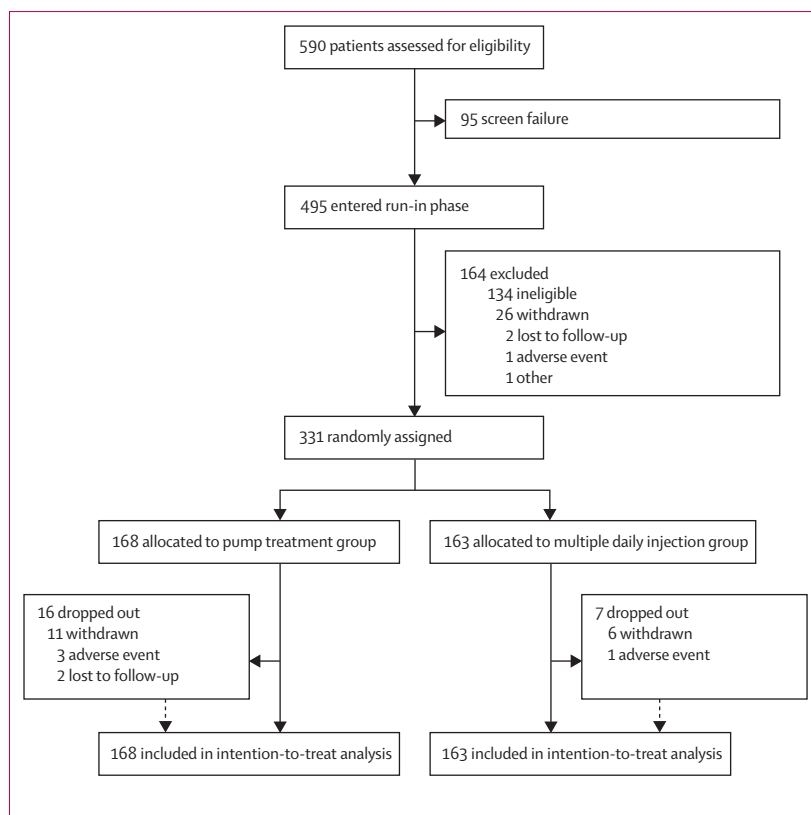 590 patients assessed for eligibility
95 screen failure
495 entered run-in phase
164 excluded
134 ineligible
26 withdrawn
2 lost to follow-up
1 adverse event
1 other
331 randomly assigned
168 allocated to pump treatment group
163 allocated to multiple daily injection group
16 dropped out
11 withdrawn
3 adverse event
2 lost to follow-up
7 dropped out
6 withdrawn
1 adverse event
168 included in intention-to-treat analysis
163 included in intention-to-treat analysis